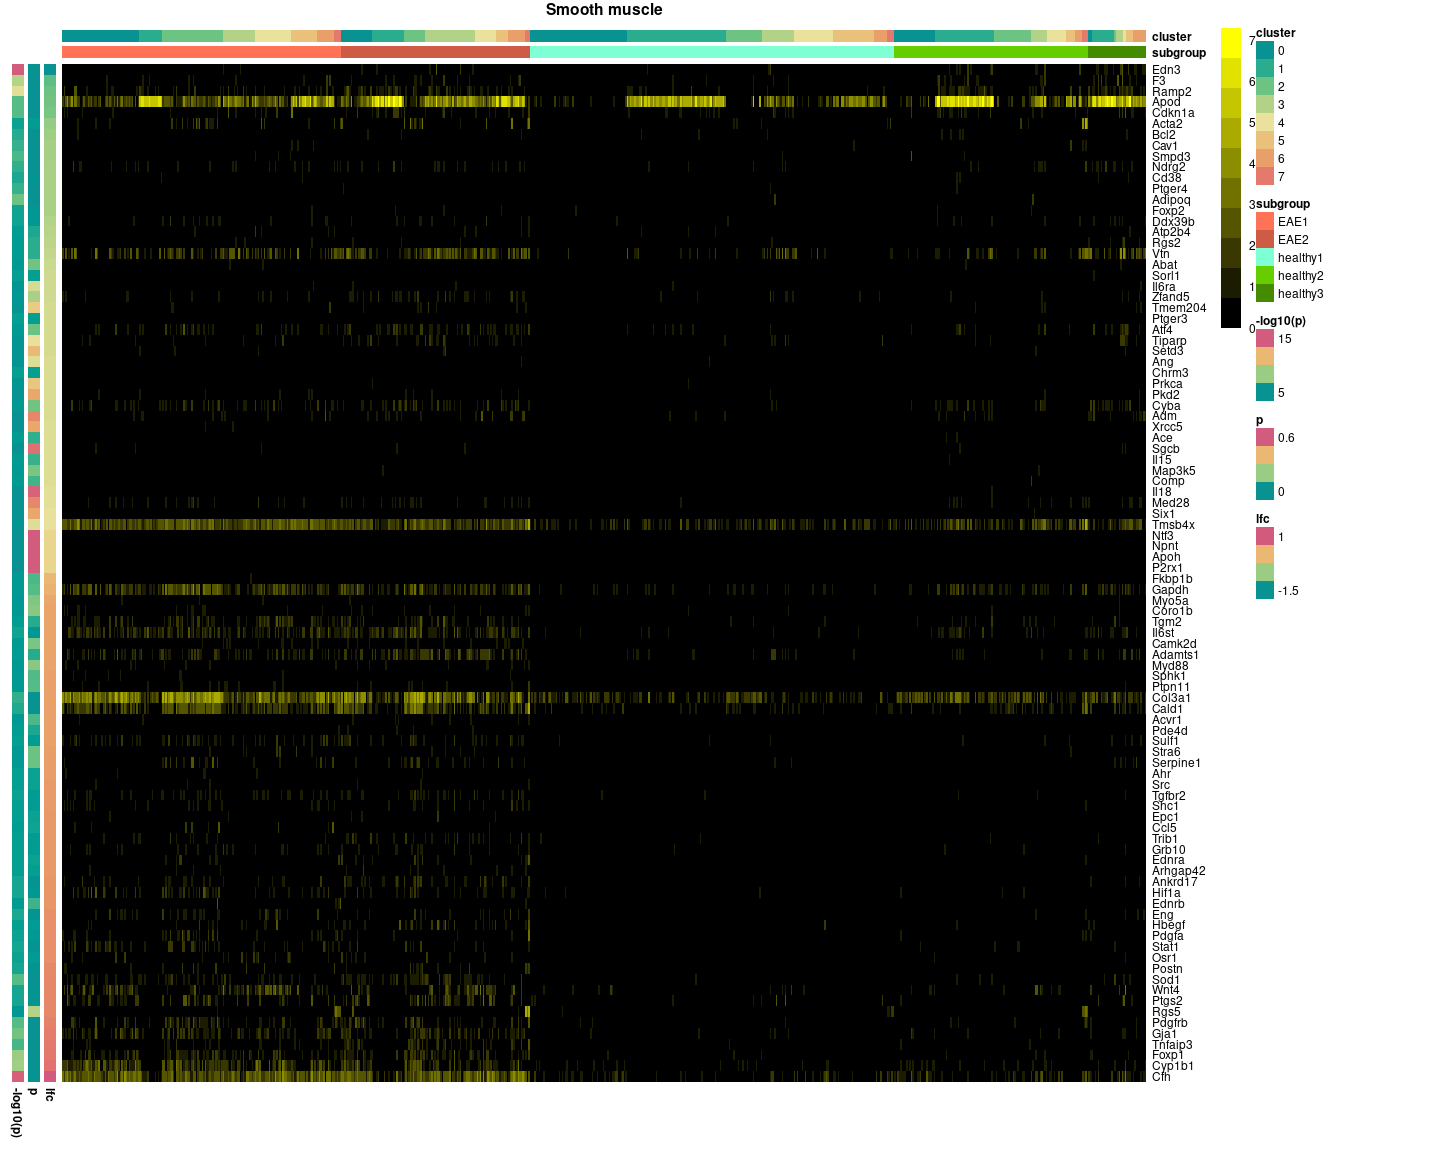 Smooth muscle
cluster
subgroup
Edn3
F3
Ramp2
Apod
Cdkn1a
Acta2
Bcl2
Cav1
Smpd3
Ndrg2
Cd38
Ptger4
Adipoq
Foxp2
Ddx39b
Atp2b4
Rgs2
Vtn
Abat
Sorl1
Il6ra
Zfand5
Tmem204
Ptger3
Atf4
Tiparp
Setd3
Ang
Chrm3
Prkca
Pkd2
Cyba
Adm
Xrcc5
Ace
Sgcb
Il15
Map3k5
Comp
Il18
Med28
Six1
Tmsb4x
Ntf3
Npnt
Apoh
P2rx1
Fkbp1b
Gapdh
Myo5a
Coro1b
Tgm2
Il6st
Camk2d
Adamts1
Myd88
Sphk1
Ptpn11
Col3a1
Cald1
Acvr1
Pde4d
Sulf1
Stra6
Serpine1
Ahr
Src
Tgfbr2
Shc1
Epc1
Ccl5
Trib1
Grb10
Ednra
Arhgap42
Ankrd17
Hif1a
Ednrb
Eng
Hbegf
Pdgfa
Stat1
Osr1
Postn
Sod1
Wnt4
Ptgs2
Rgs5
Pdgfrb
Gja1
Tnfaip3
Foxp1
Cyp1b1
Cfh
-log10(p)
p
lfc
7
6
5
4
3
2
1
0
cluster
0
1
2
3
4
5
6
7
subgroup
EAE1
EAE2
healthy1
healthy2
healthy3
-log10(p)
15
5
p
0.6
0
lfc
1
-1.5